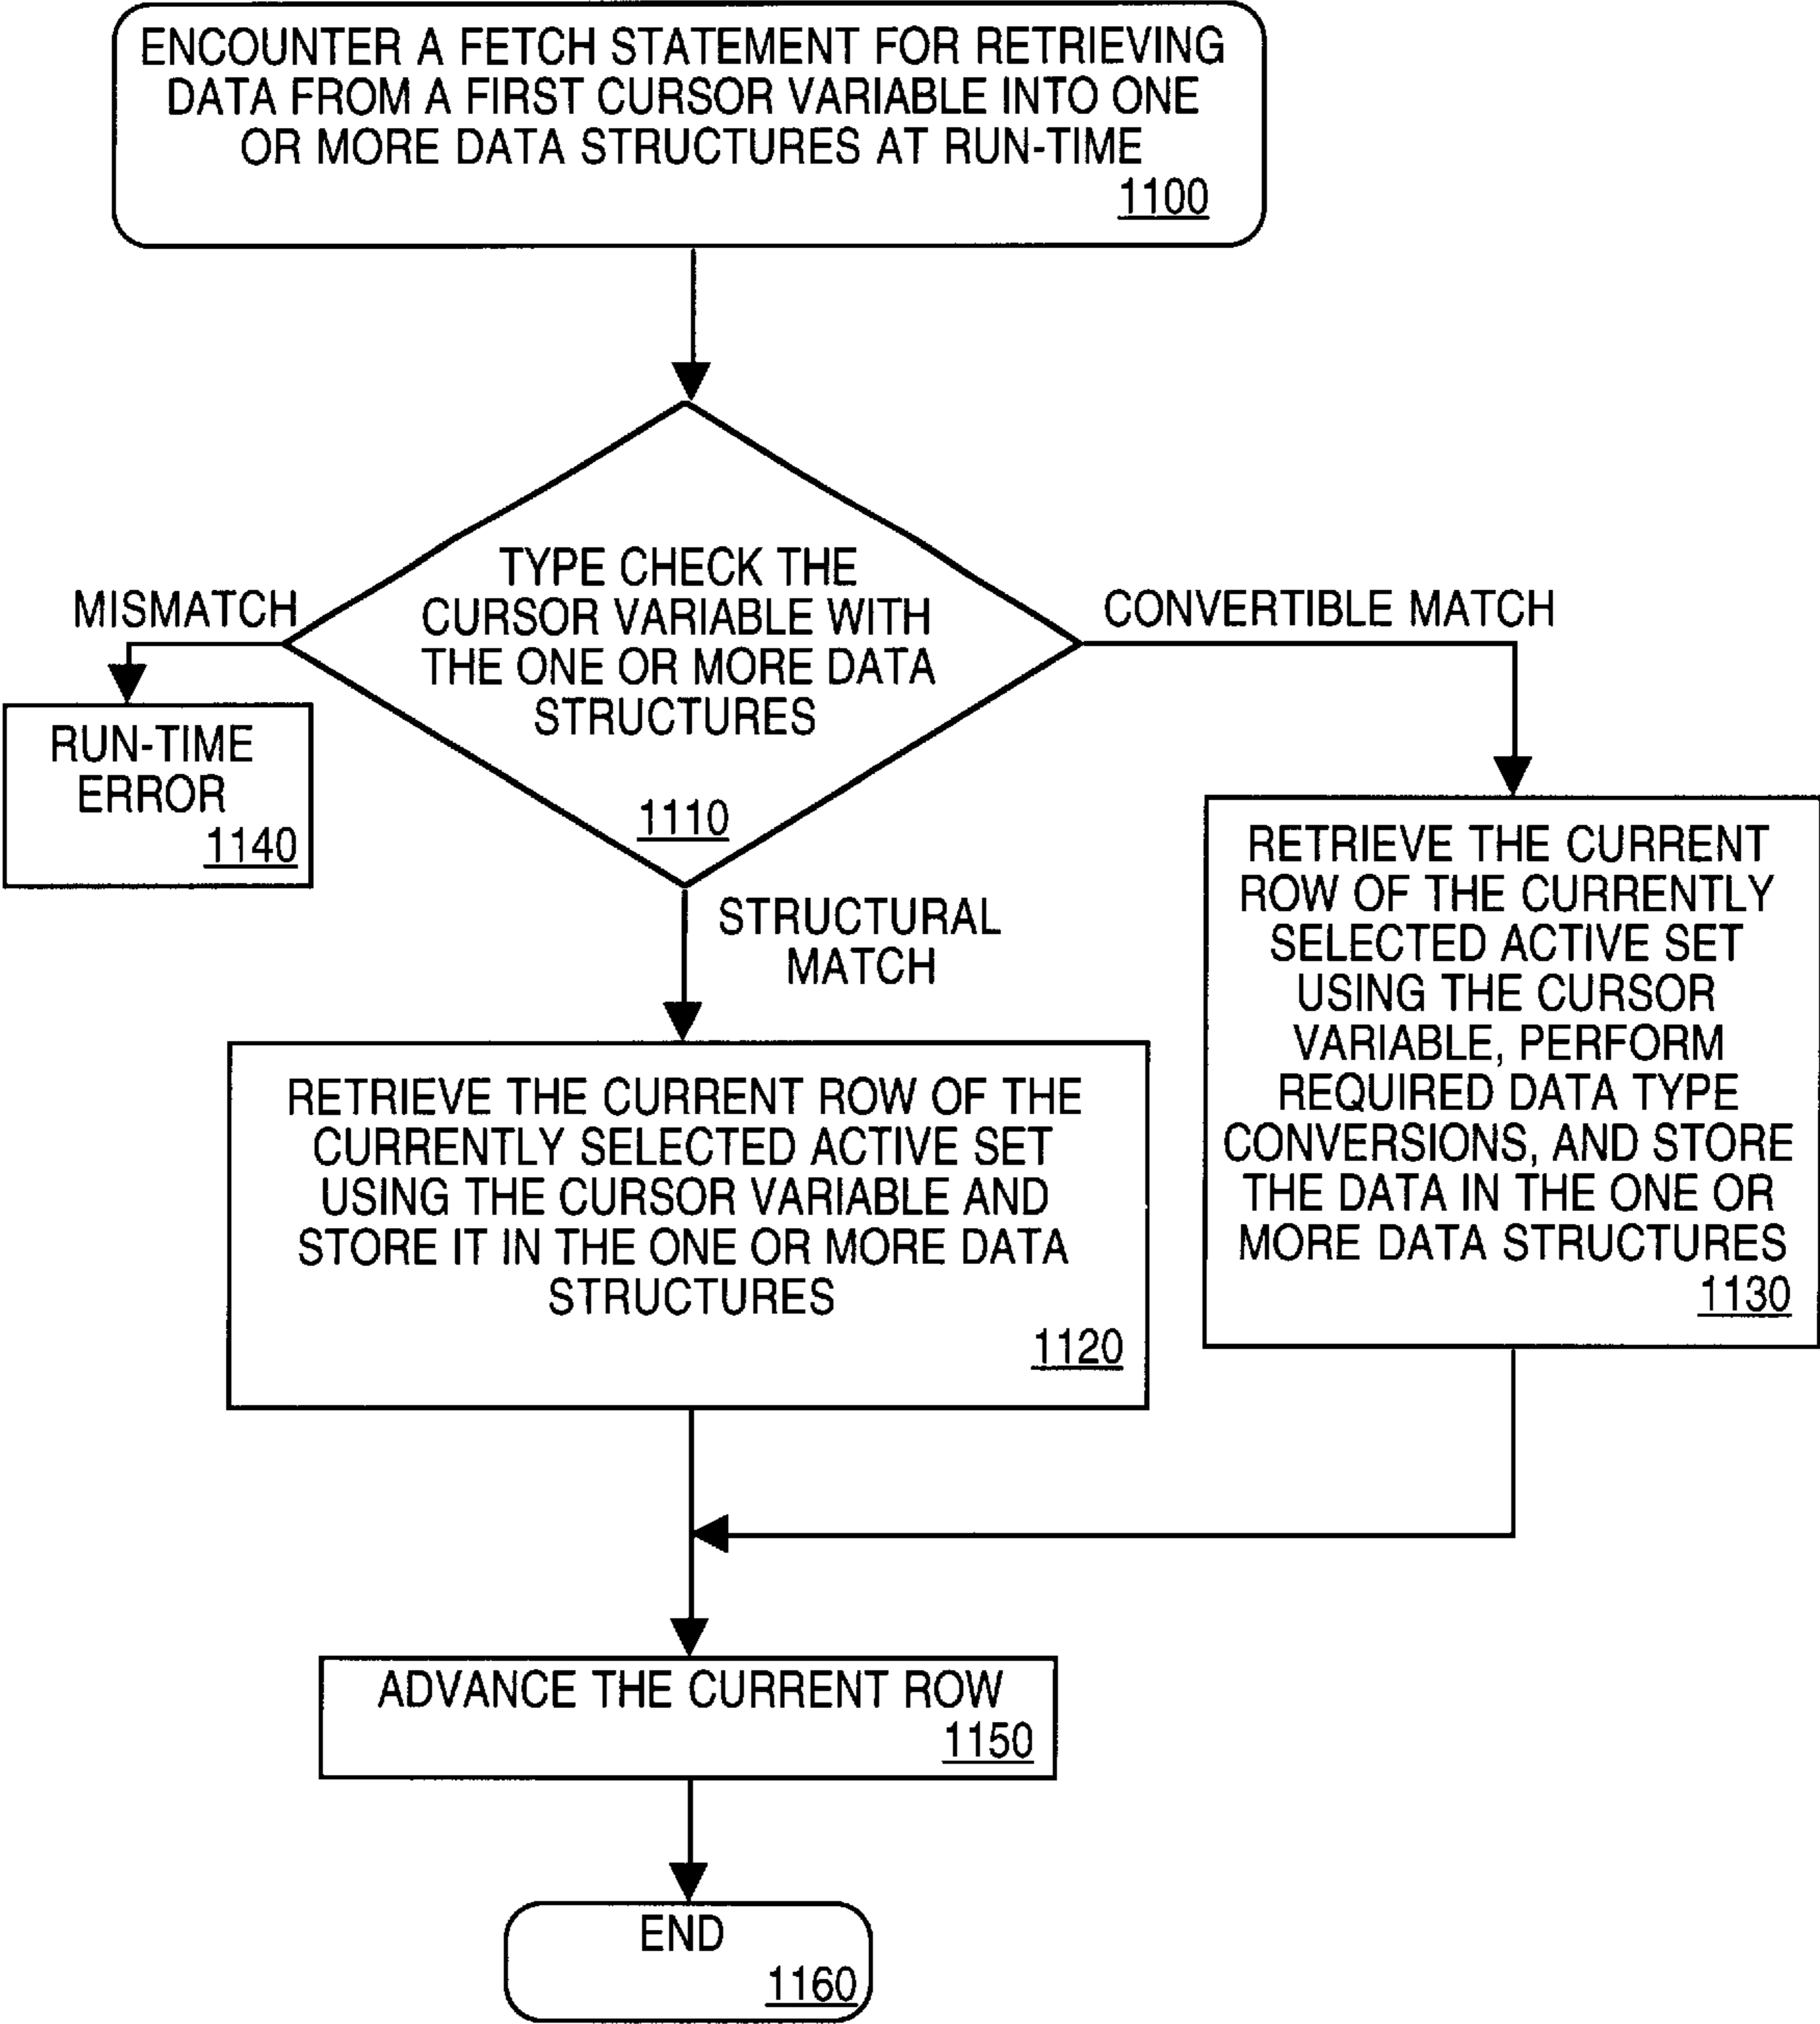 ENCOUNTER A FETCH STATEMENT FOR RETRIEVING
DATA FROM A FIRST CURSOR VARIABLE INTO ONE
OR MORE DATA STRUCTURES AT RUN-TIME
1100
TYPE CHECK THE
CURSOR VARIABLE WITH
THE ONE OR MORE DATA
STRUCTURES
1110
MISMATCH
RUN-TIME
ERROR
1140
CONVERTIBLE MATCH
RETRIEVE THE CURRENT
ROW OF THE CURRENTLY
SELECTED ACTIVE SET
USING THE CURSOR
VARIABLE, PERFORM
REQUIRED DATA TYPE
CONVERSIONS, AND STORE
THE DATA IN THE ONE OR
MORE DATA STRUCTURES
1130
STRUCTURAL
MATCH
RETRIEVE THE CURRENT ROW OF THE
CURRENTLY SELECTED ACTIVE SET
USING THE CURSOR VARIABLE AND
STORE IT IN THE ONE OR MORE DATA
STRUCTURES
1120
ADVANCE THE CURRENT ROW
1150
END
1160